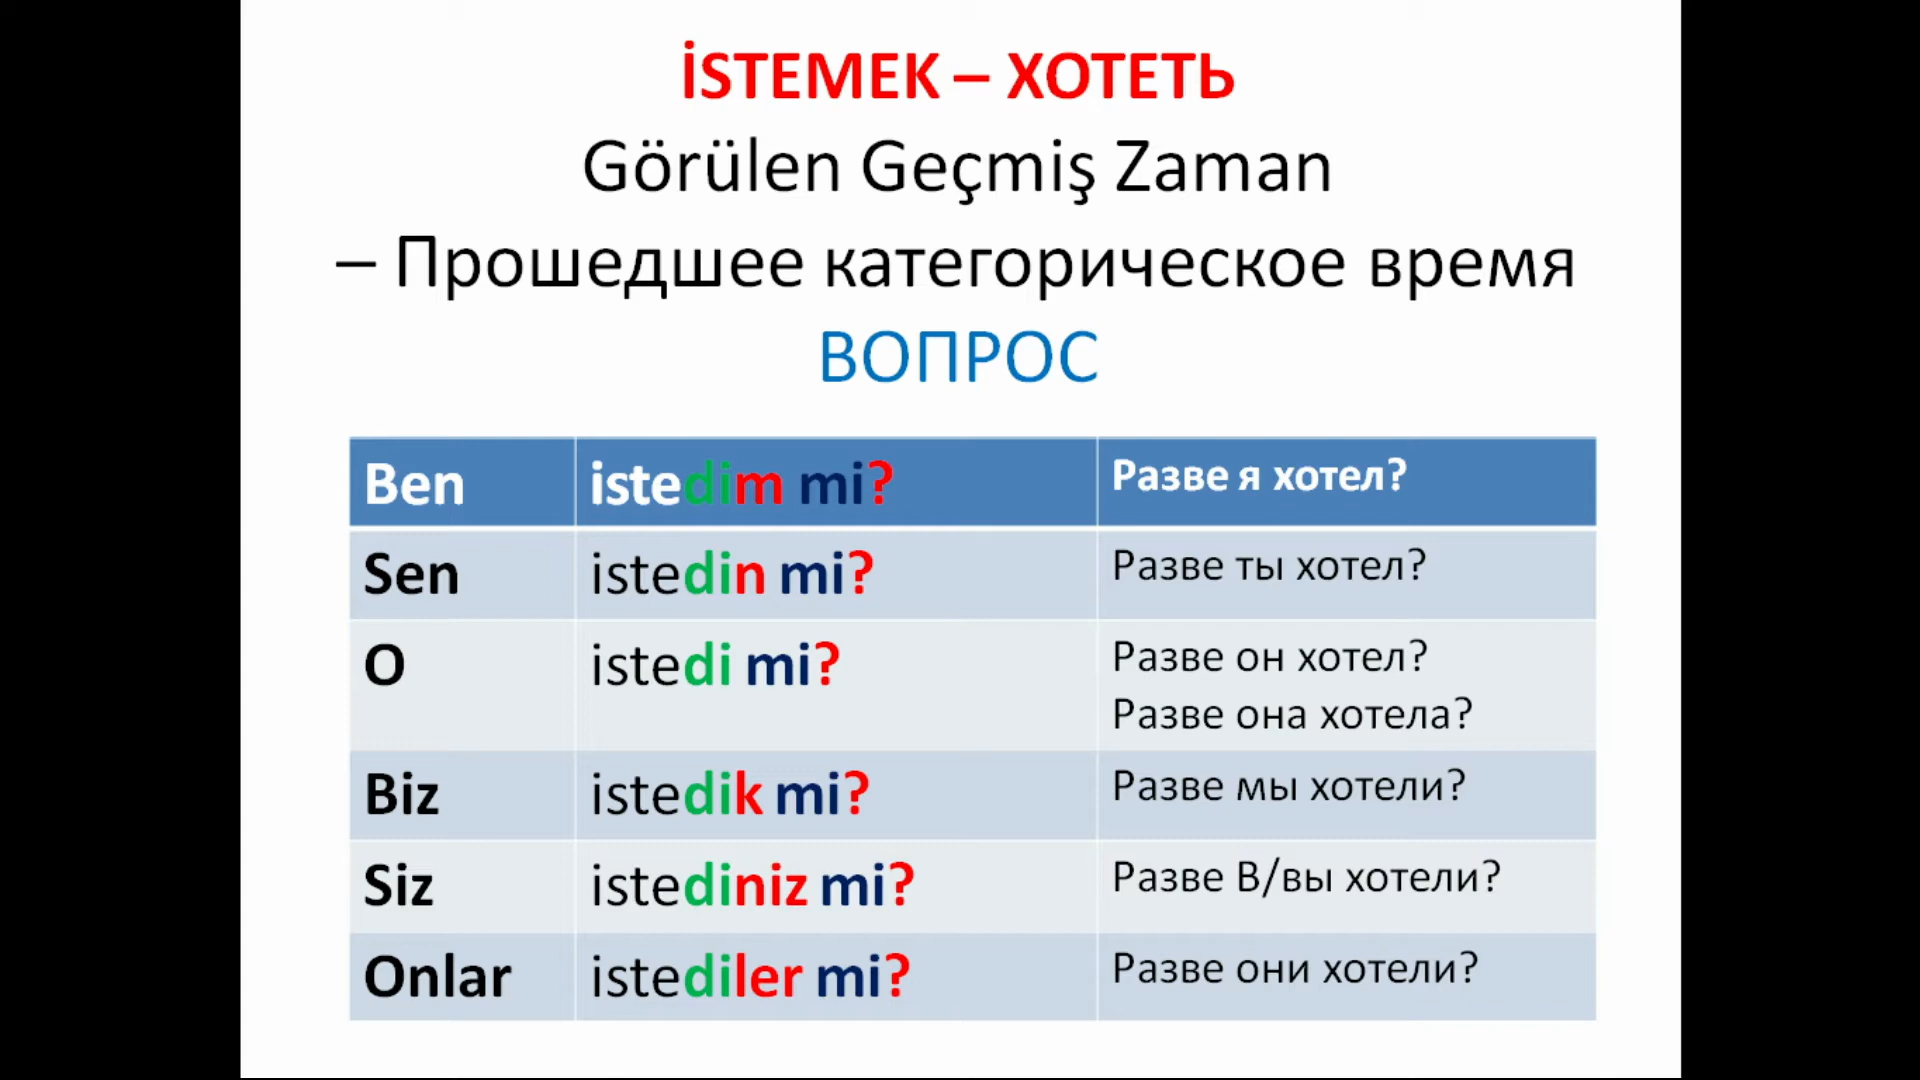 İSTEMEK – ХОТЕТЬ
Görülen Geçmiş Zaman
– Прошедшее категорическое время
ВОПРОС
Ben istedim mi? Разве я хотел?
Sen istedin mi? Разве ты хотел?
O istedi mi? Разве он хотел?
Разве она хотела?
Biz istedik mi? Разве мы хотели?
Siz istediniz mi? Разве В/вы хотели?
Onlar istediler mi? Разве они хотели?